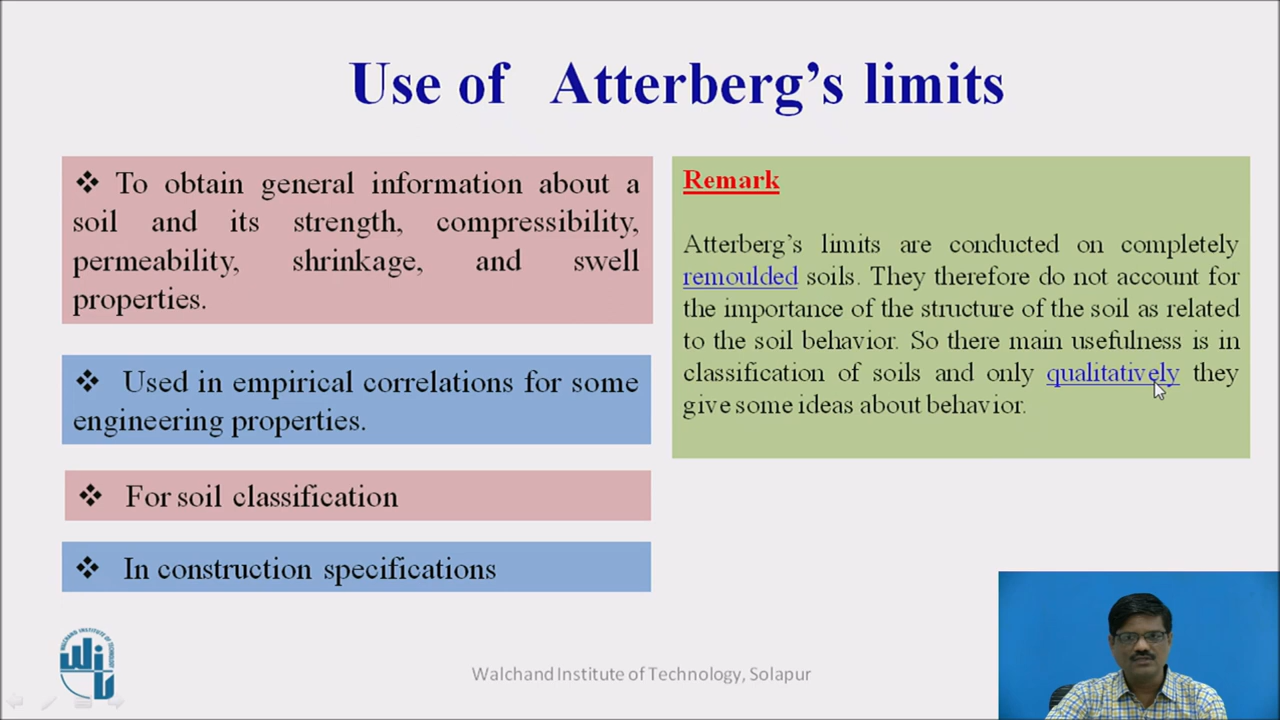 Use of Atterberg's limits
❖ To obtain general information about a
soil and its strength, compressibility,
permeability, shrinkage, and swell
properties.
❖ Used in empirical correlations for some
engineering properties.
❖ For soil classification
❖ In construction specifications
Remark
Atterberg's limits are conducted on completely
remoulded soils. They therefore do not account for
the importance of the structure of the soil as related
to the soil behavior. So there main usefulness is in
classification of soils and only qualitatively they
give some ideas about behavior.
WALCHAND INSTITUTE OF TECHNOLOGY
Walchand Institute of Technology, Solapur